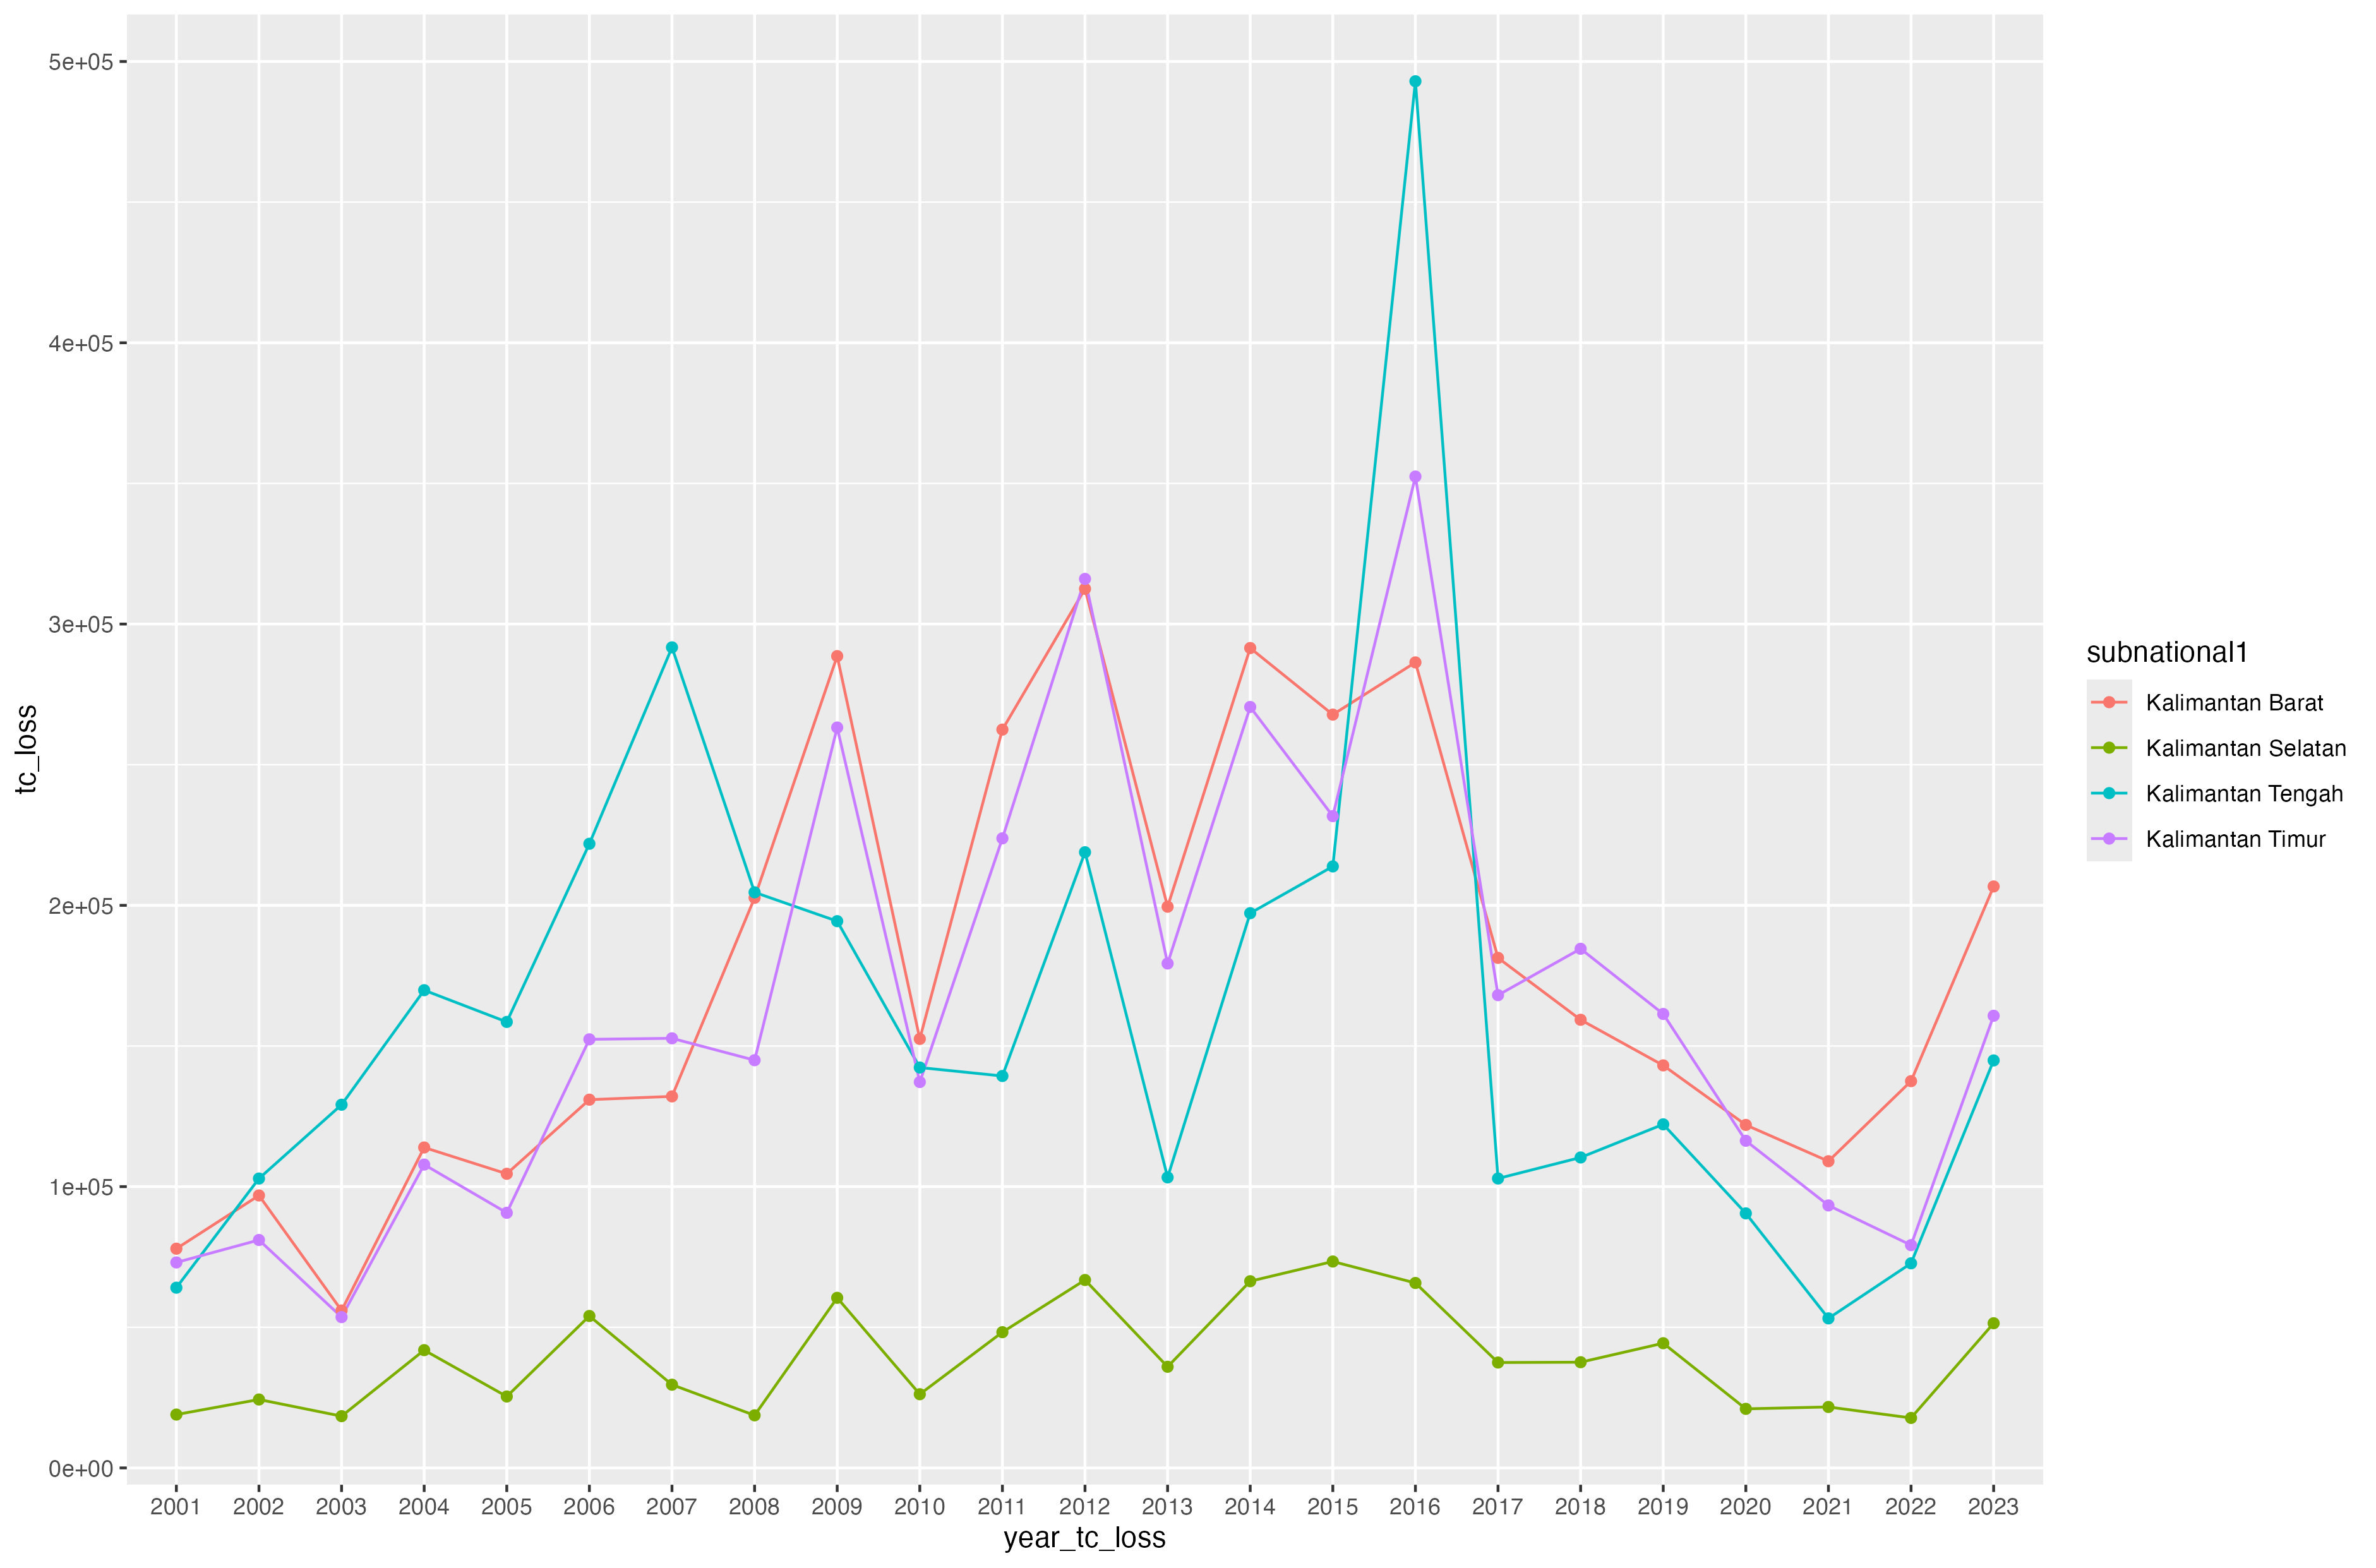 5e+05
4e+05
3e+05
2e+05
1e+05
0e+00
tc_loss
2001 2002 2003 2004 2005 2006 2007 2008 2009 2010 2011 2012 2013 2014 2015 2016 2017 2018 2019 2020 2021 2022 2023
year_tc_loss
subnational1
Kalimantan Barat
Kalimantan Selatan
Kalimantan Tengah
Kalimantan Timur